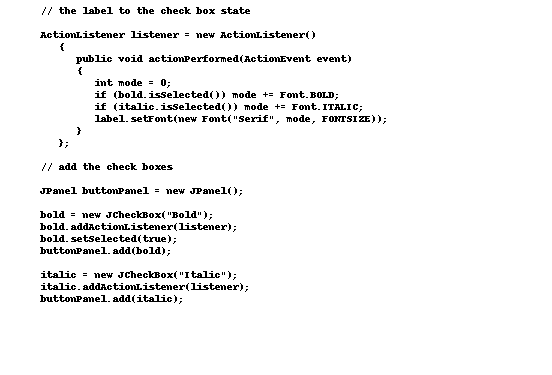 // the label to the check box state
ActionListener listener = new ActionListener()
{
public void actionPerformed(ActionEvent event)
{
int mode = 0;
if (bold.isSelected()) mode += Font.BOLD;
if (italic.isSelected()) mode += Font.ITALIC;
label.setFont(new Font("Serif", mode, FONTSIZE));
}
};
// add the check boxes
JPanel buttonPanel = new JPanel();
bold = new JCheckBox("Bold");
bold.addActionListener(listener);
bold.setSelected(true);
buttonPanel.add(bold);
italic = new JCheckBox("Italic");
italic.addActionListener(listener);
buttonPanel.add(italic);